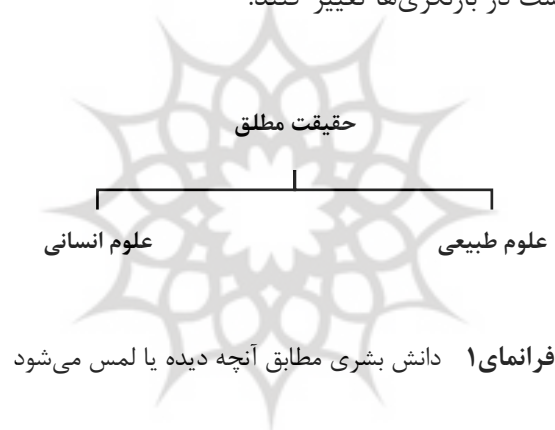 ست در بازنگری‌ها تغییر کنند.
حقیقت مطلق
علوم طبیعی علوم انسانی
فرانمای۱ دانش بشری مطابق آنچه دیده یا لمس می‌شود